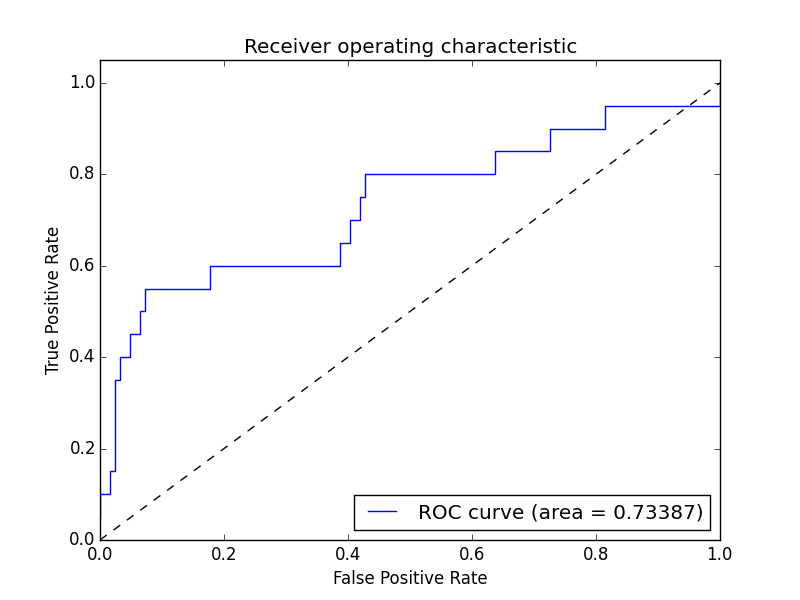 Receiver operating characteristic
1.0
0.8
0.6
0.4
0.2
0.0
True Positive Rate
ROC curve (area = 0.73387)
0.0 0.2 0.4 0.6 0.8 1.0
False Positive Rate